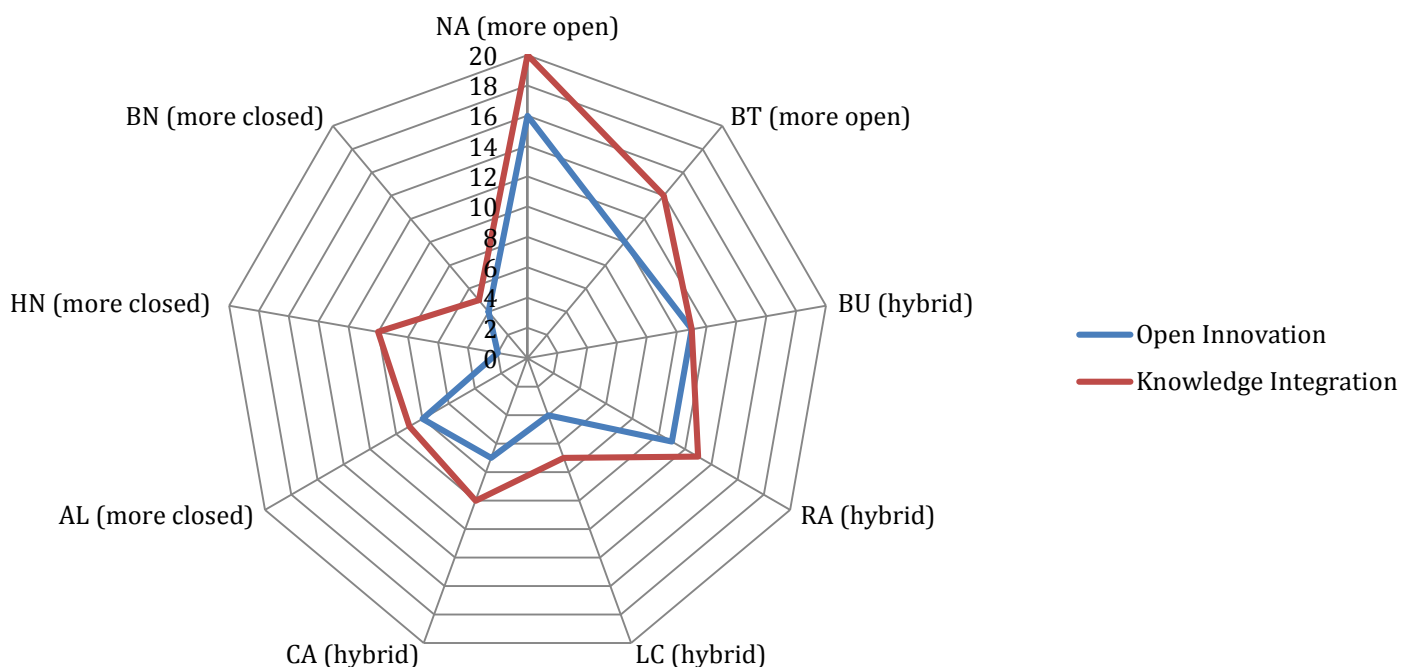 NA (more open)
20
18
16
14
12
10
8
6
4
2
0
BN (more closed)
BT (more open)
HN (more closed)
BU (hybrid)
Open Innovation
Knowledge Integration
AL (more closed)
RA (hybrid)
CA (hybrid)
LC (hybrid)